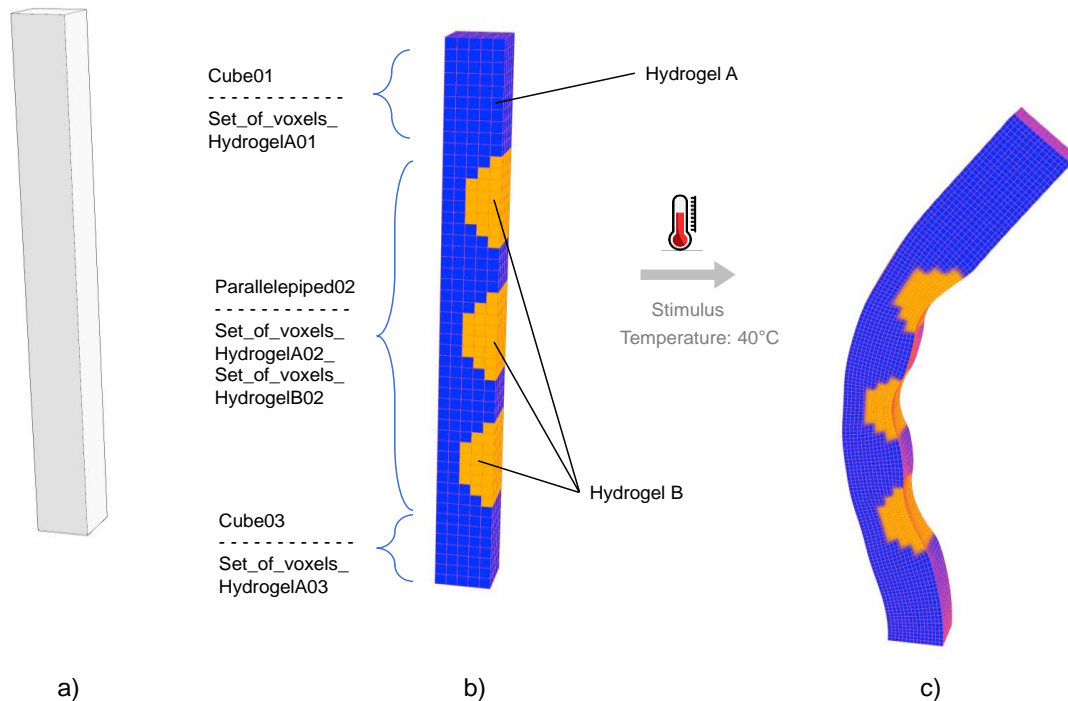 Cube01
Set_of_voxels_
HydrogelA01
Hydrogel A
Parallelepiped02
Set_of_voxels_
HydrogelA02_
Set_of_voxels_
HydrogelB02
Stimulus
Temperature: 40°C
Hydrogel B
Cube03
Set_of_voxels_
HydrogelA03
a)
b)
c)